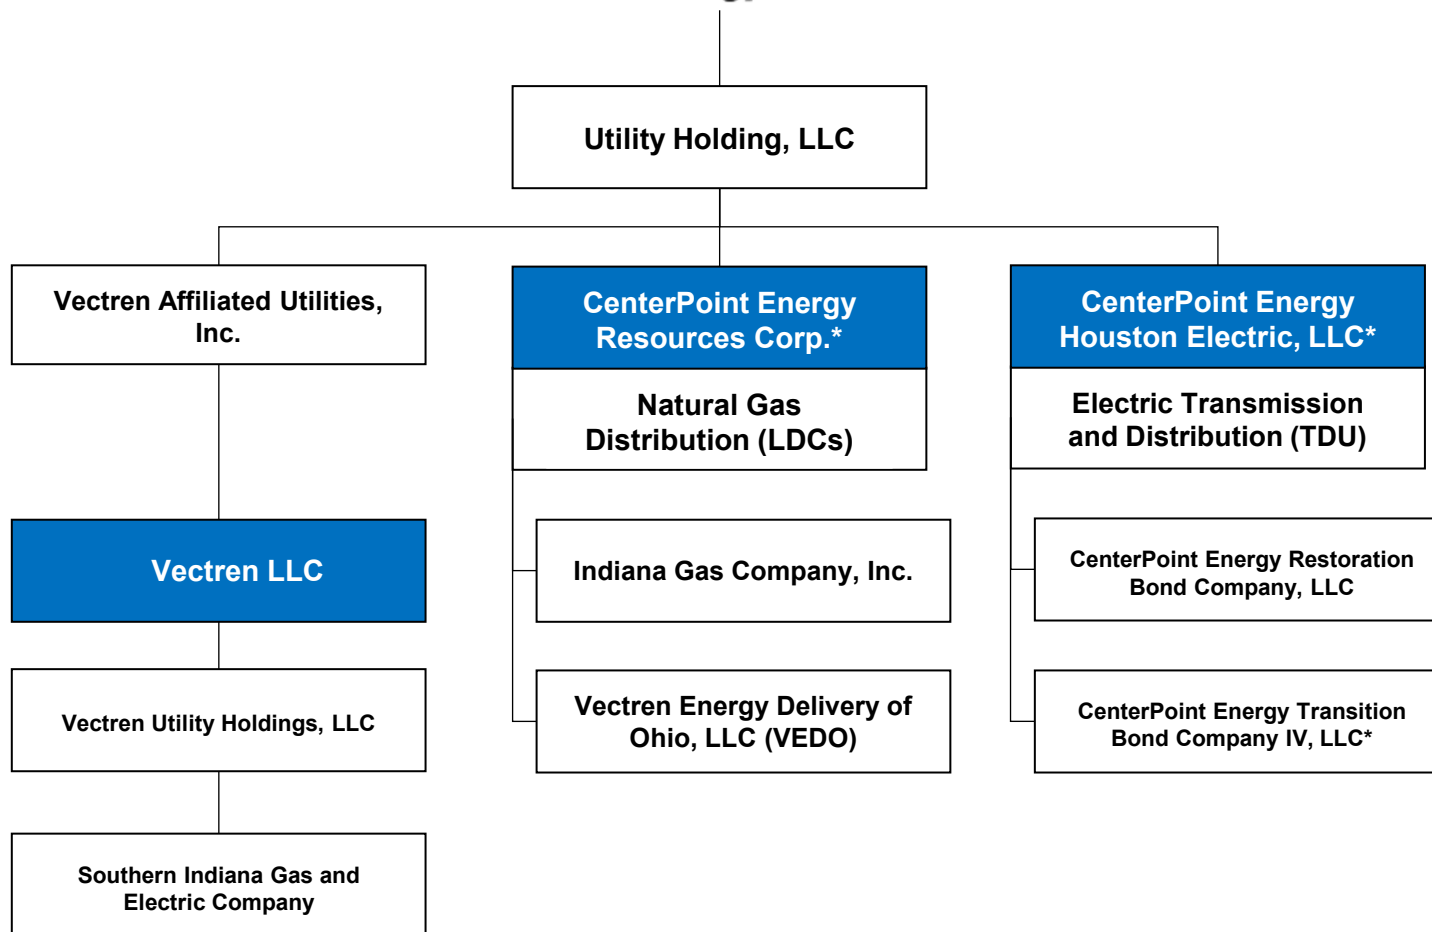 Utility Holding, LLC
Vectren Affiliated Utilities,
Inc.
CenterPoint Energy
Resources Corp.*
Natural Gas
Distribution (LDCs)
CenterPoint Energy
Houston Electric, LLC*
Electric Transmission
and Distribution (TDU)
Vectren LLC
Indiana Gas Company, Inc.
CenterPoint Energy Restoration
Bond Company, LLC
Vectren Utility Holdings, LLC
Vectren Energy Delivery of
Ohio, LLC (VEDO)
CenterPoint Energy Transition
Bond Company IV, LLC*
Southern Indiana Gas and
Electric Company